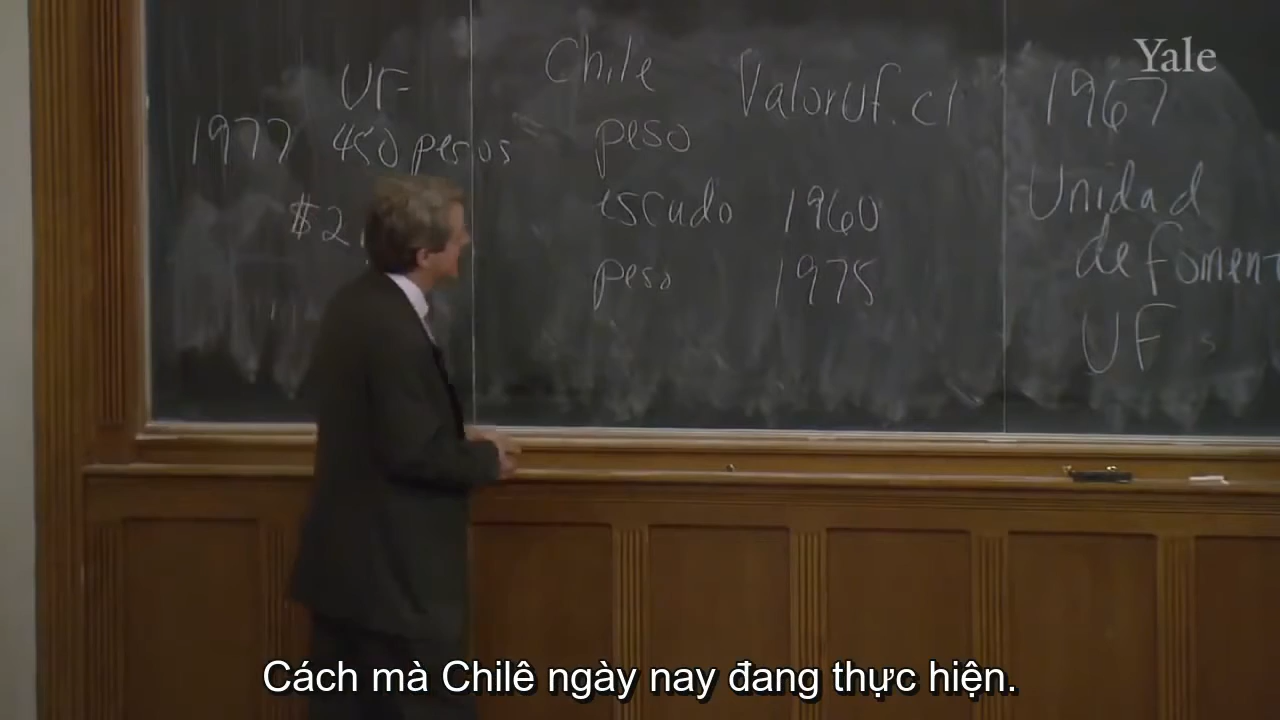 Yale
UF
1977 450 pesos
$2
Chile
peso
escudo 1960
peso 1975
Valoruf.cl
1967
Unidad
de foment
UF
Cách mà Chilê ngày nay đang thực hiện.